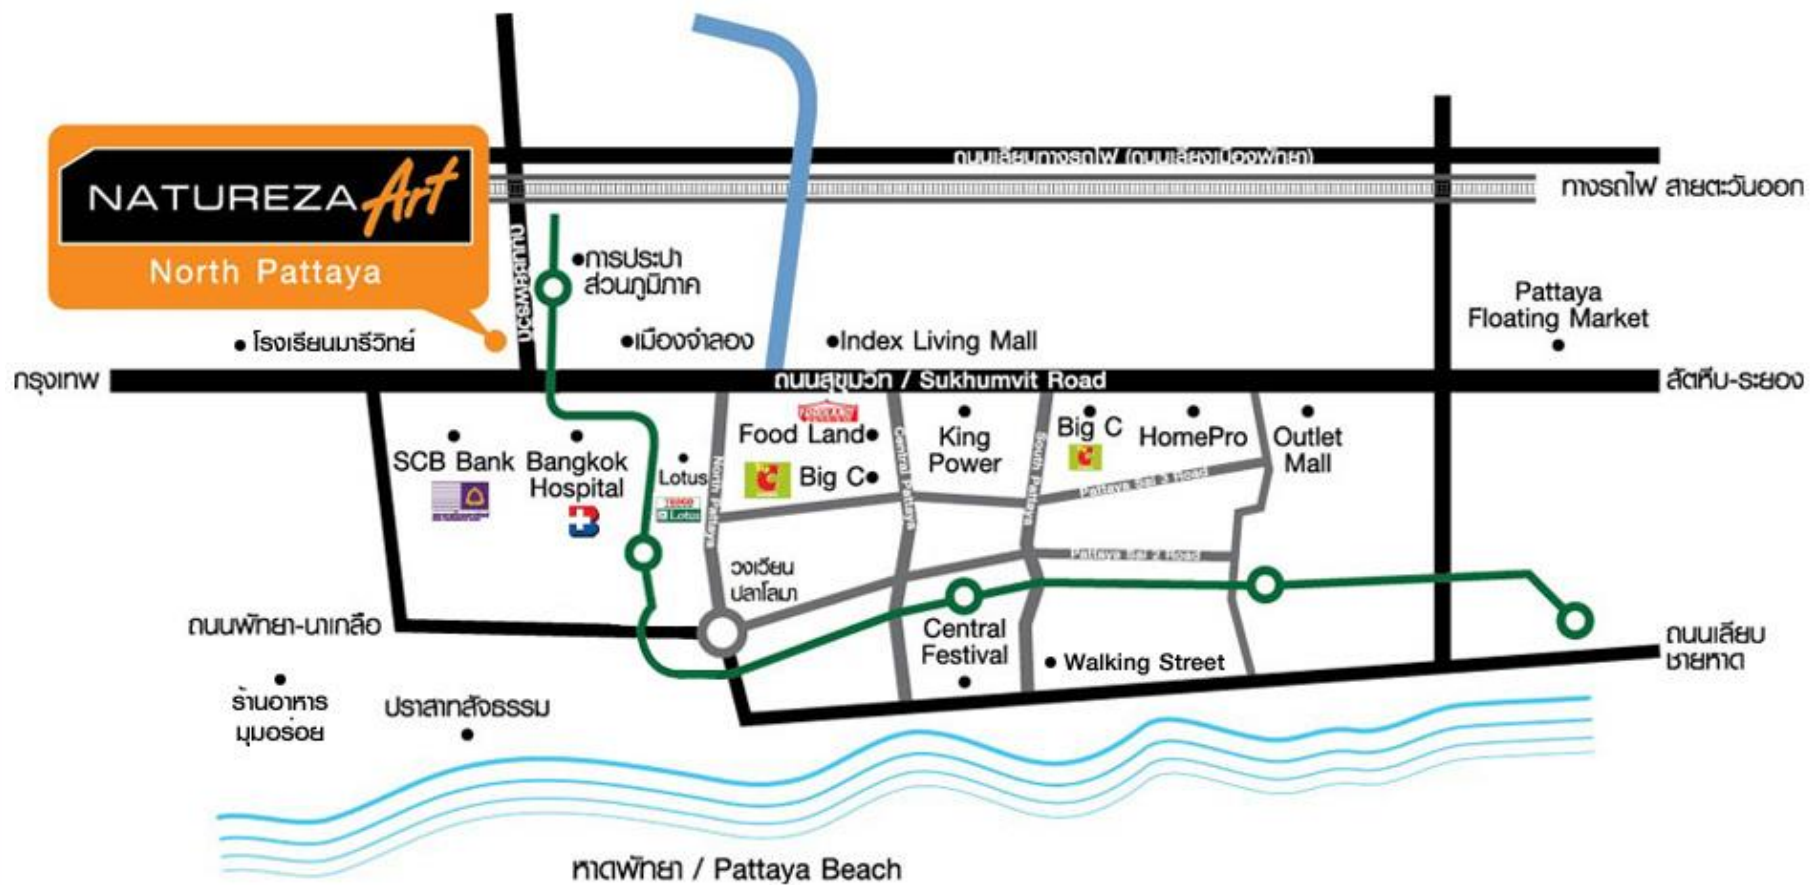 ถนนเลียบทางรถไฟ (ถนนเลี่ยงเมืองพัทยา)
NATUREZA Art
North Pattaya
ทางรถไฟ สายตะวันออก
การประปา
ส่วนภูมิภาค
Pattaya
Floating Market
โรงเรียนมารีวิทย์
เมืองจำลอง
Index Living Mall
กรุงเทพ
ถนนสุขุมวิท / Sukhumvit Road
สัตหีบ-ระยอง
FOODLAND
Food Land
King
Power
Big C
HomePro
Outlet
Mall
SCB Bank
Bangkok
Hospital
Lotus
Big C
TESCO
Lotus
North Pattaya
Central Pattaya
South Pattaya
Pattaya Sai 3 Road
Pattaya Sai 2 Road
วงเวียน
ปลาโลมา
ถนนพัทยา-นาเกลือ
Central
Festival
Walking Street
ถนนเลียบ
ชายหาด
ร้านอาหาร
มุมอร่อย
ปราสาทสัจธรรม
หาดพัทยา / Pattaya Beach